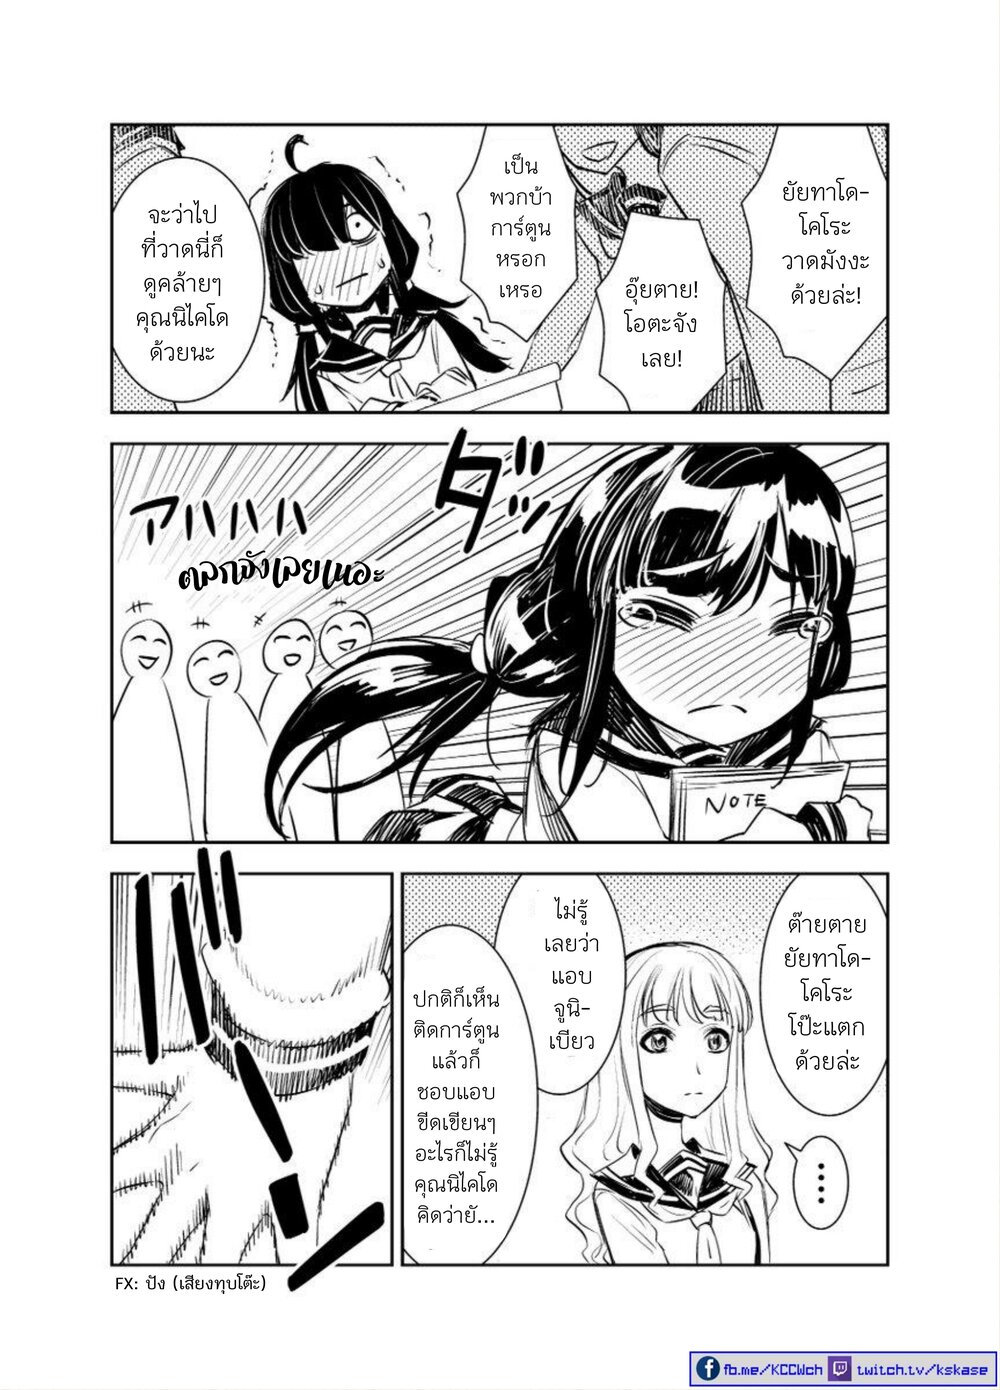 ยัยทาโด-
โคโระ
วาดมังงะ
ด้วยล่ะ!
อุ๊ยตาย!
โอตะจัง
เลย!
เป็น
พวกบ้า
การ์ตูน
หรอก
เหรอ
จะว่าไป
ที่วาดนี่ก็
ดูคล้ายๆ
คุณนิไคโด
ด้วยนะ
ダッ
アハハハ
ตลกจังเลยเนอะ
NOTE
ต๊ายตาย
ยัยทาโด-
โคโระ
โป๊ะแตก
ด้วยล่ะ
ไม่รู้
เลยว่า
แอบ
จูนิ-
เบียว
ปกติก็เห็น
ติดการ์ตูน
แล้วก็
ชอบแอบ
ขีดเขียนๆ
อะไรก็ไม่รู้
คุณนิไคโด
คิดว่ายั...
....
FX: ปัง (เสียงทุบโต๊ะ)
fb.me/KCCWch twitch.tv/kskase